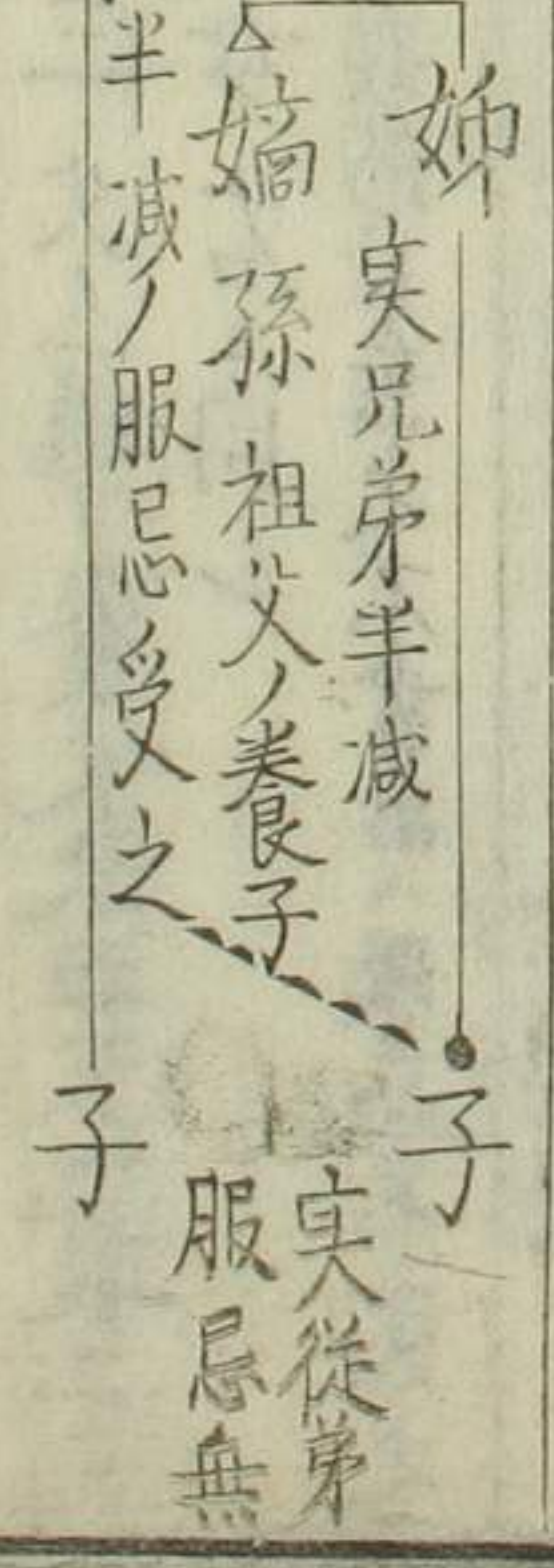 姉
実兄弟半減
嫡孫祖父ノ養子
半減ノ服忌受之
子
実従弟
服忌無
子